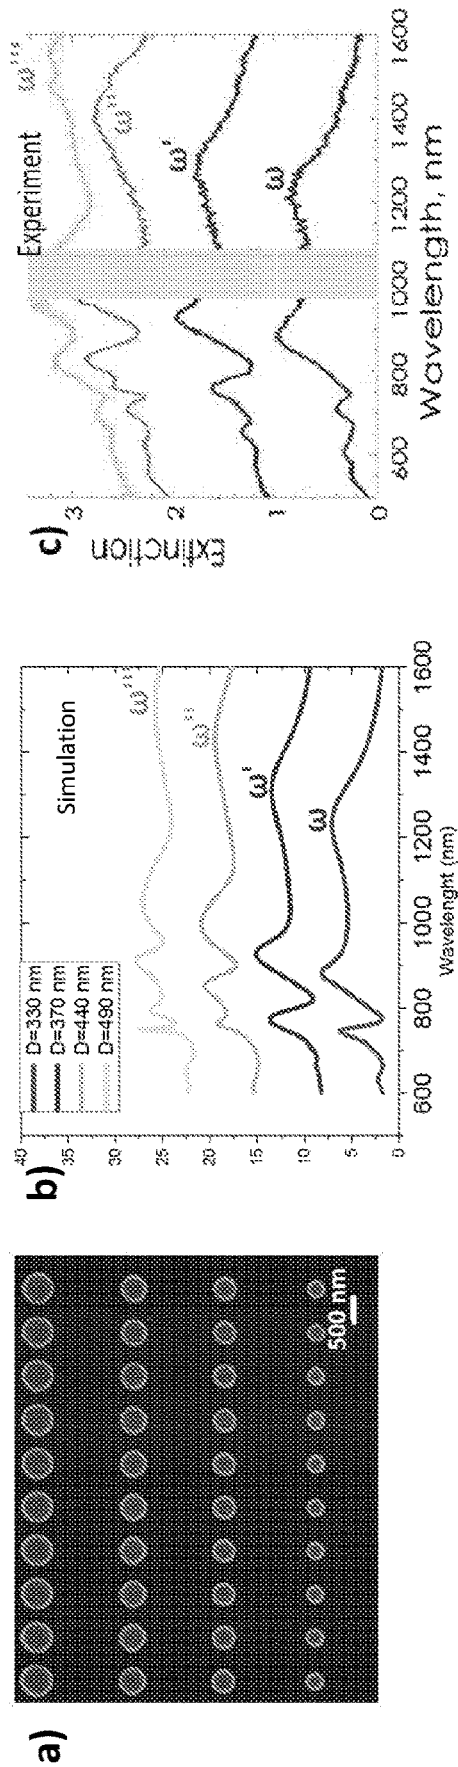 a)
500 nm
b)
D=330 nm
D=370 nm
D=440 nm
D=490 nm
Simulation
40
35
30
25
20
15
10
5
0
ω'''
ω''
ω'
ω
600
800
1000
1200
1400
1600
Wavelenght (nm)
c)
Extinction
3
2
1
0
Experiment
ω'''
ω''
ω'
ω
600
800
1000
1200
1400
1600
Wavelength, nm